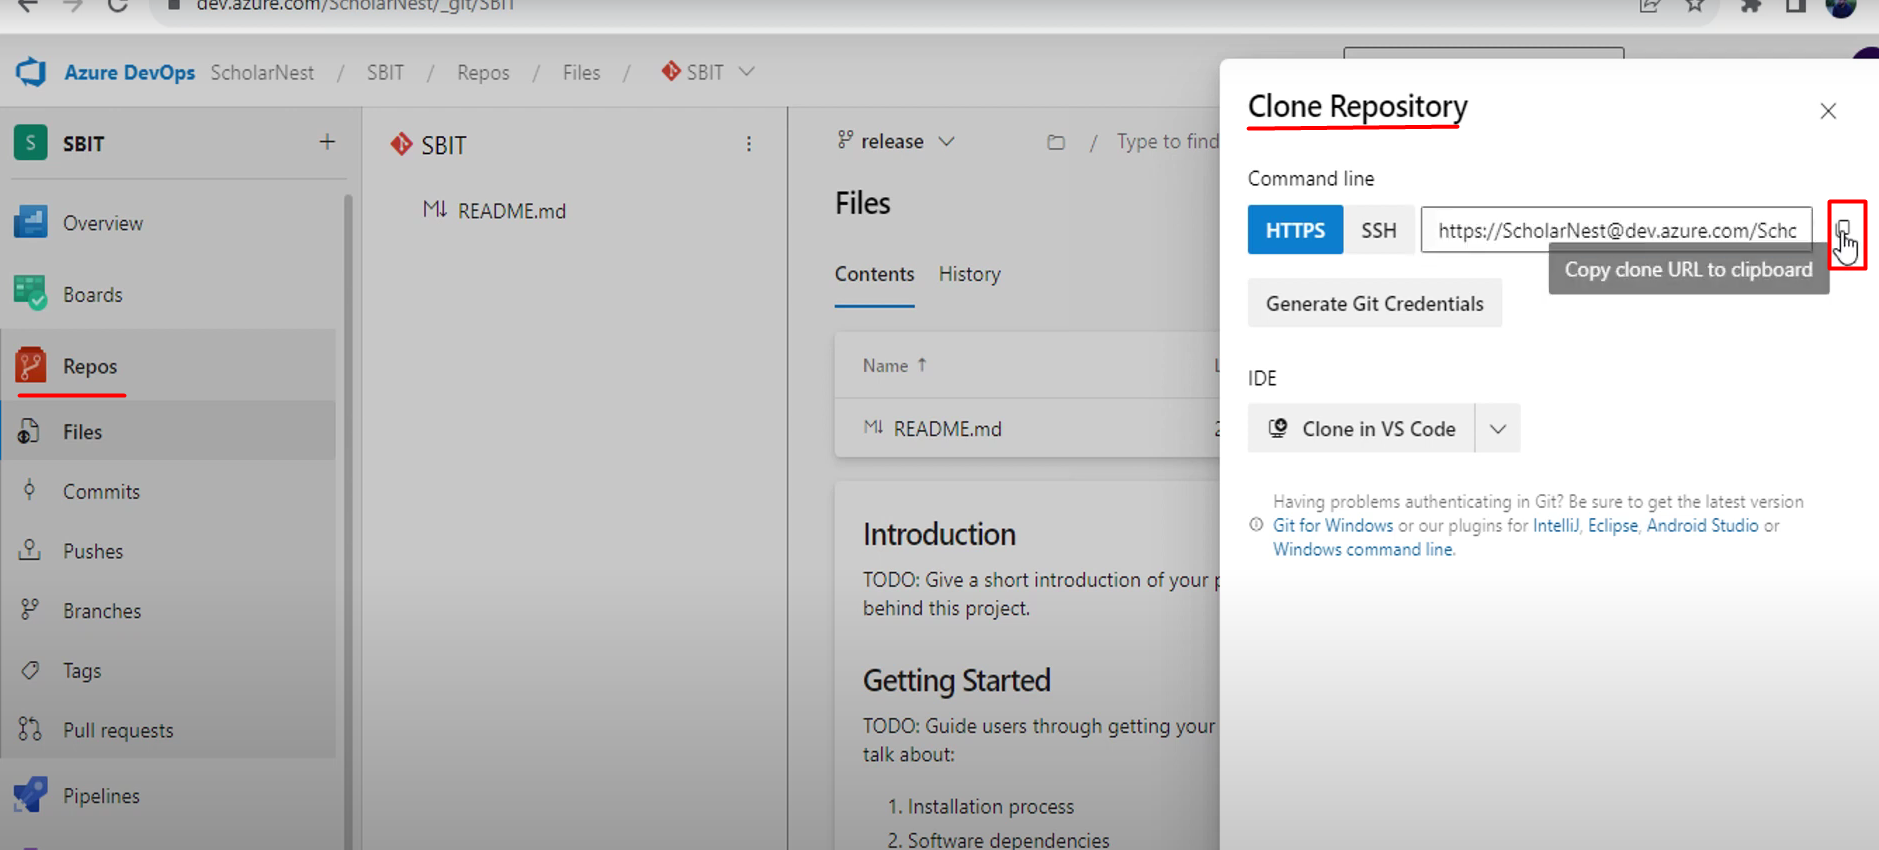 dev.azure.com/ScholarNest/_git/SBIT
Azure DevOps ScholarNest / SBIT / Repos / Files / SBIT
S SBIT +
Overview
Boards
Repos
Files
Commits
Pushes
Branches
Tags
Pull requests
Pipelines
SBIT
README.md
release / Type to find
Files
Contents History
Name ↑ L
README.md 2
Introduction
TODO: Give a short introduction of your p
behind this project.
Getting Started
TODO: Guide users through getting your
talk about:
1. Installation process
2. Software dependencies
Clone Repository
Command line
HTTPS SSH https://ScholarNest@dev.azure.com/Schc
Copy clone URL to clipboard
Generate Git Credentials
IDE
Clone in VS Code
Having problems authenticating in Git? Be sure to get the latest version
Git for Windows or our plugins for IntelliJ, Eclipse, Android Studio or
Windows command line.